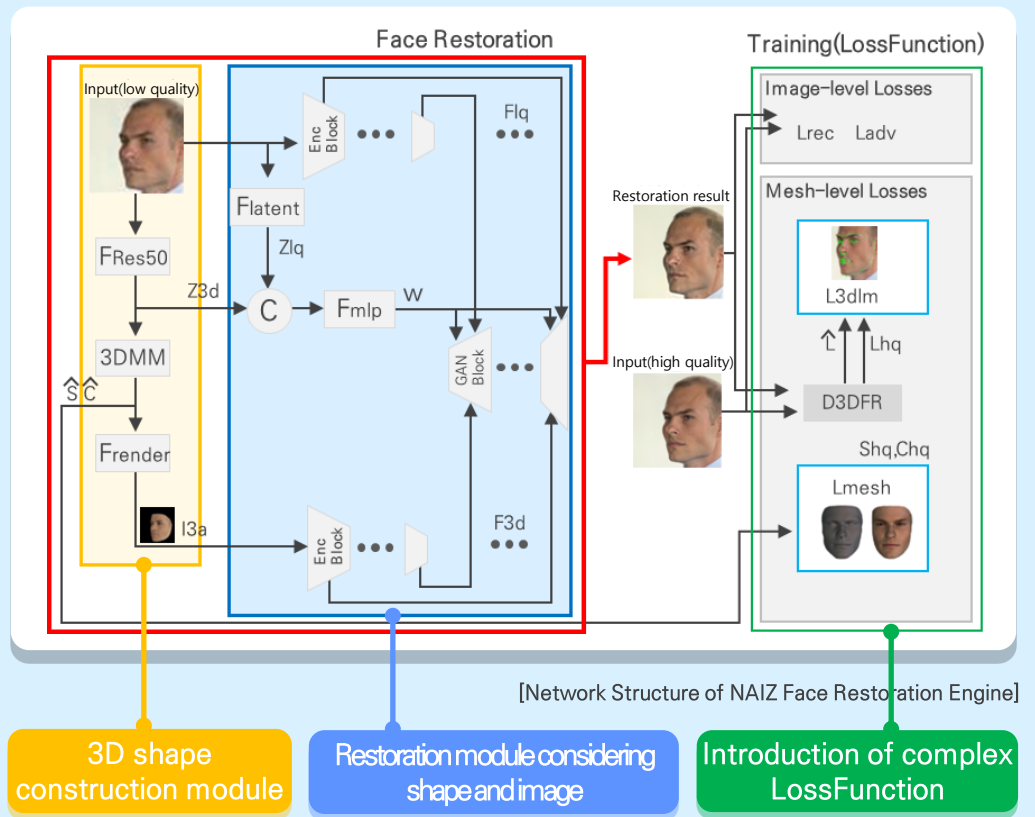 Face Restoration
Training(LossFunction)
Input(low quality)
Enc
Block
Flq
Image-level Losses
Lrec Ladv
Flatent
Zlq
Restoration result
Mesh-level Losses
FRes50
Z3d
C
Fmlp
W
L3dlm
3DMM
GAN
Block
Input(high quality)
L̂
Lhq
Ŝ Ĉ
D3DFR
Frender
Shq,Chq
Lmesh
I3a
Enc
Block
F3d
[Network Structure of NAIZ Face Restoration Engine]
3D shape
construction module
Restoration module considering
shape and image
Introduction of complex
LossFunction